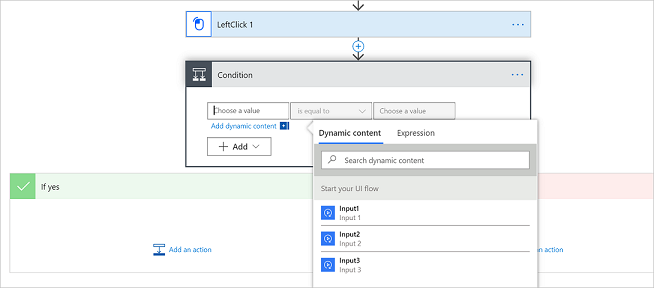 LeftClick 1
Condition
Choose a value
is equal to
Choose a value
Add dynamic content
Add
Dynamic content
Expression
Search dynamic content
Start your UI flow
Input1
Input 1
Input2
Input 2
Input3
Input 3
If yes
Add an action
on action